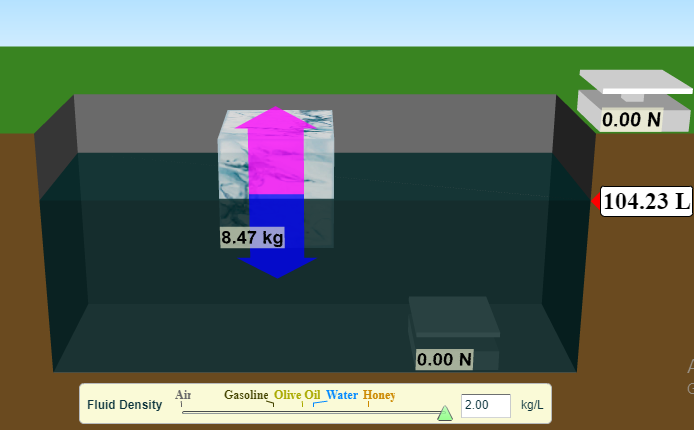 0.00 N
104.23 L
8.47 kg
0.00 N
Air
Gasoline
Olive Oil
Water
Honey
Fluid Density
2.00
kg/L